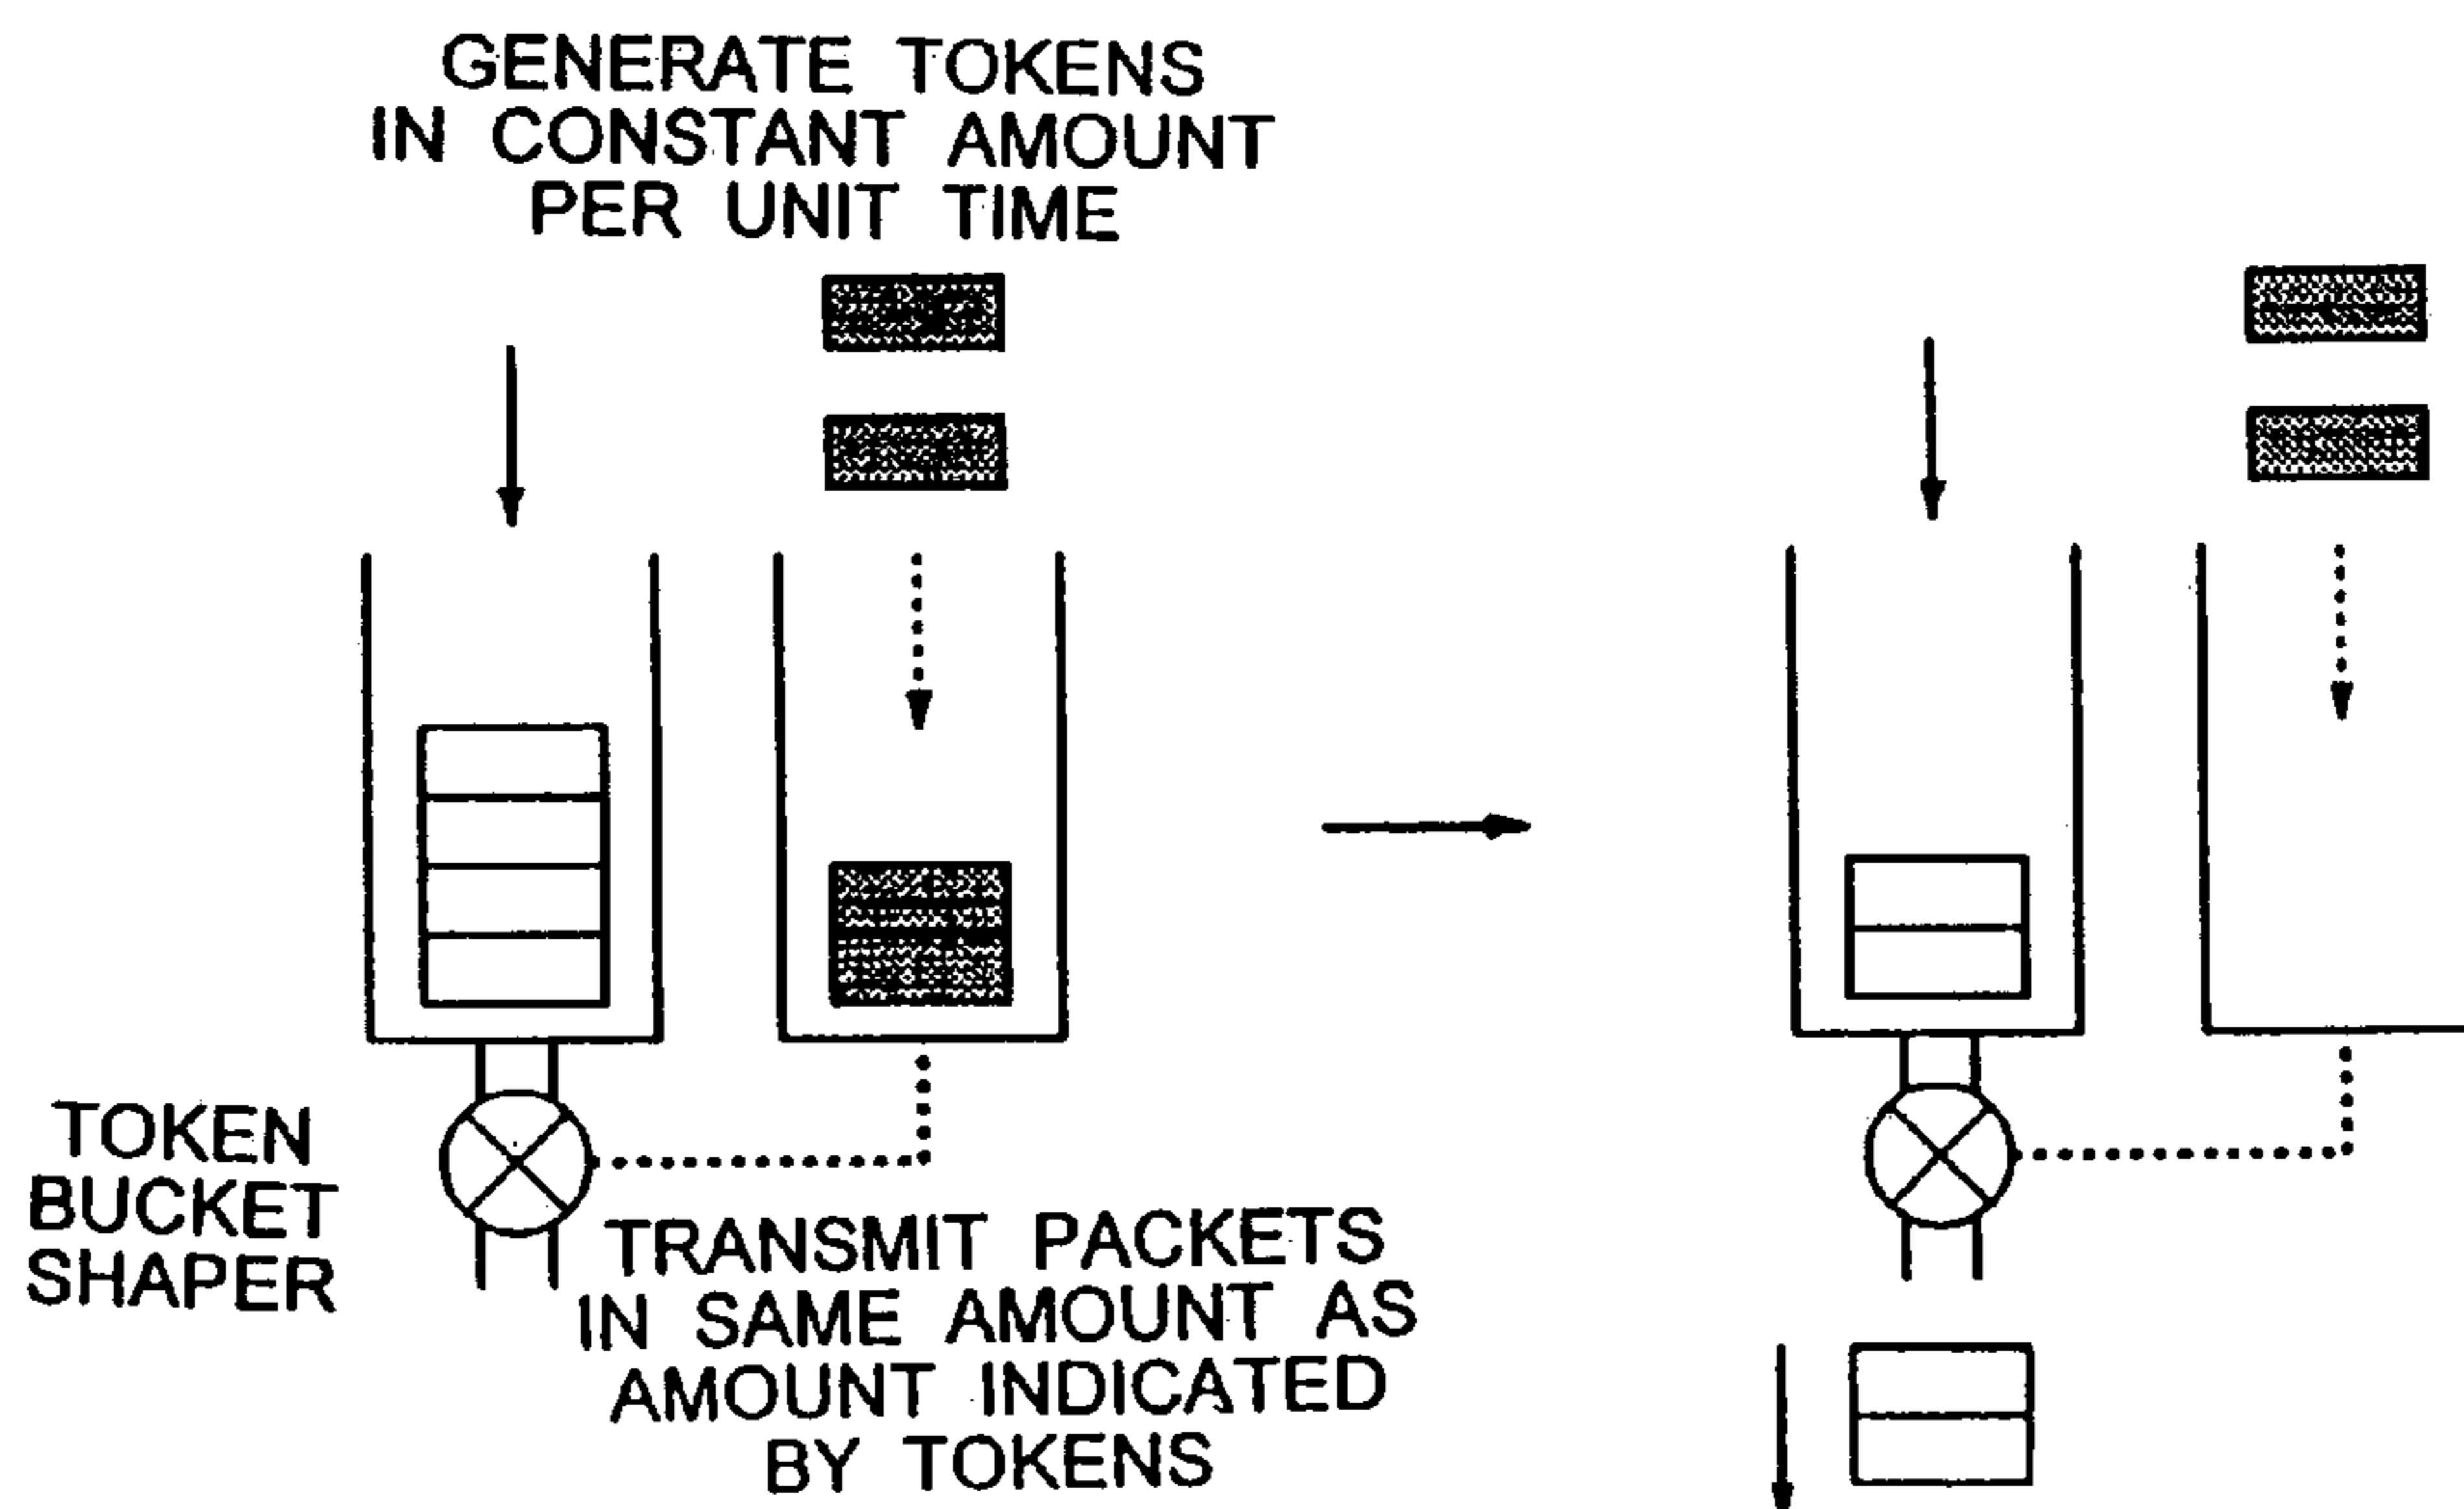 GENERATE TOKENS
IN CONSTANT AMOUNT
PER UNIT TIME
TOKEN
BUCKET
SHAPER
TRANSMIT PACKETS
IN SAME AMOUNT AS
AMOUNT INDICATED
BY TOKENS